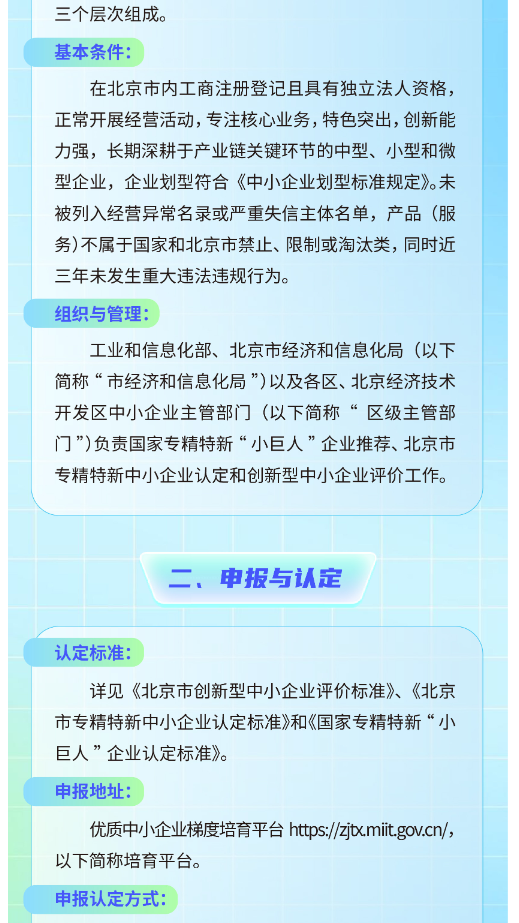 三个层次组成。
基本条件：
在北京市内工商注册登记且具有独立法人资格，
正常开展经营活动，专注核心业务，特色突出，创新能
力强，长期深耕于产业链关键环节的中型、小型和微
型企业，企业划型符合《中小企业划型标准规定》。未
被列入经营异常名录或严重失信主体名单，产品（服
务）不属于国家和北京市禁止、限制或淘汰类，同时近
三年未发生重大违法违规行为。
组织与管理：
工业和信息化部、北京市经济和信息化局（以下
简称“市经济和信息化局”）以及各区、北京经济技术
开发区中小企业主管部门（以下简称“区级主管部
门”）负责国家专精特新“小巨人”企业推荐、北京市
专精特新中小企业认定和创新型中小企业评价工作。
二、申报与认定
认定标准：
详见《北京市创新型中小企业评价标准》、《北京
市专精特新中小企业认定标准》和《国家专精特新“小
巨人”企业认定标准》。
申报地址：
优质中小企业梯度培育平台 https://zjtx.miit.gov.cn/，
以下简称培育平台。
申报认定方式：